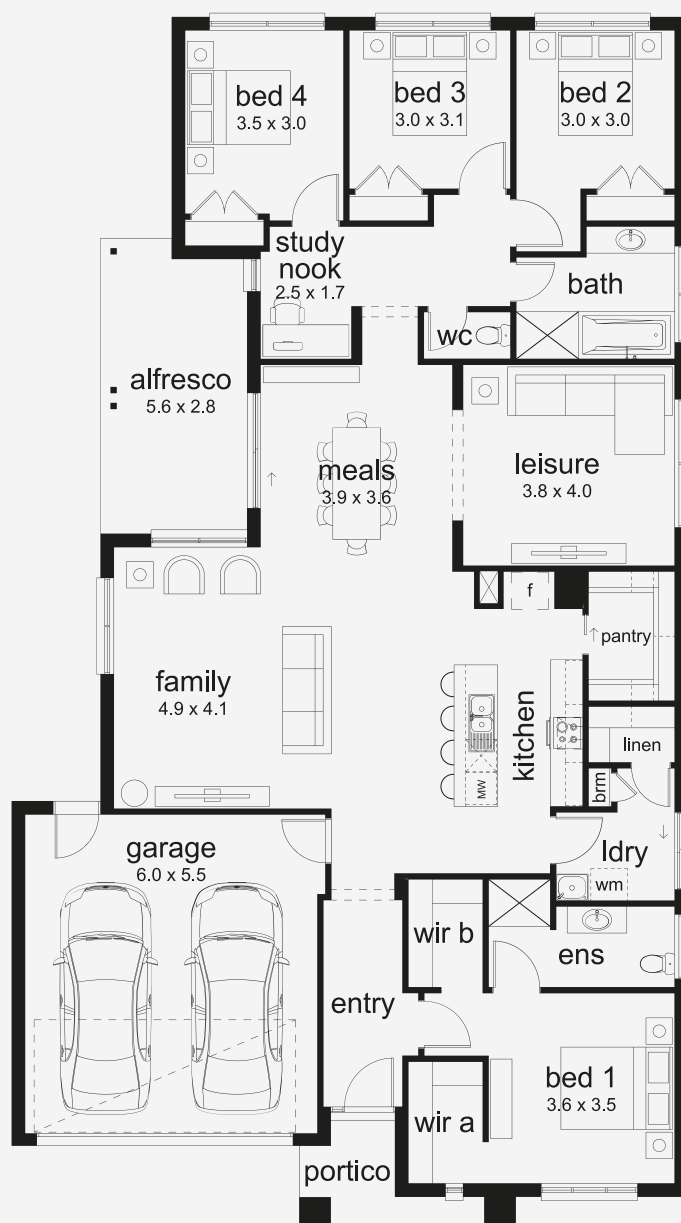 bed 4
3.5 x 3.0
bed 3
3.0 x 3.1
bed 2
3.0 x 3.0
study
nook
2.5 x 1.7
bath
wc
alfresco
5.6 x 2.8
meals
3.9 x 3.6
leisure
3.8 x 4.0
f
pantry
family
4.9 x 4.1
kitchen
linen
MW
brm
garage
6.0 x 5.5
ldry
wm
wir b
ens
entry
bed 1
3.6 x 3.5
wir a
portico